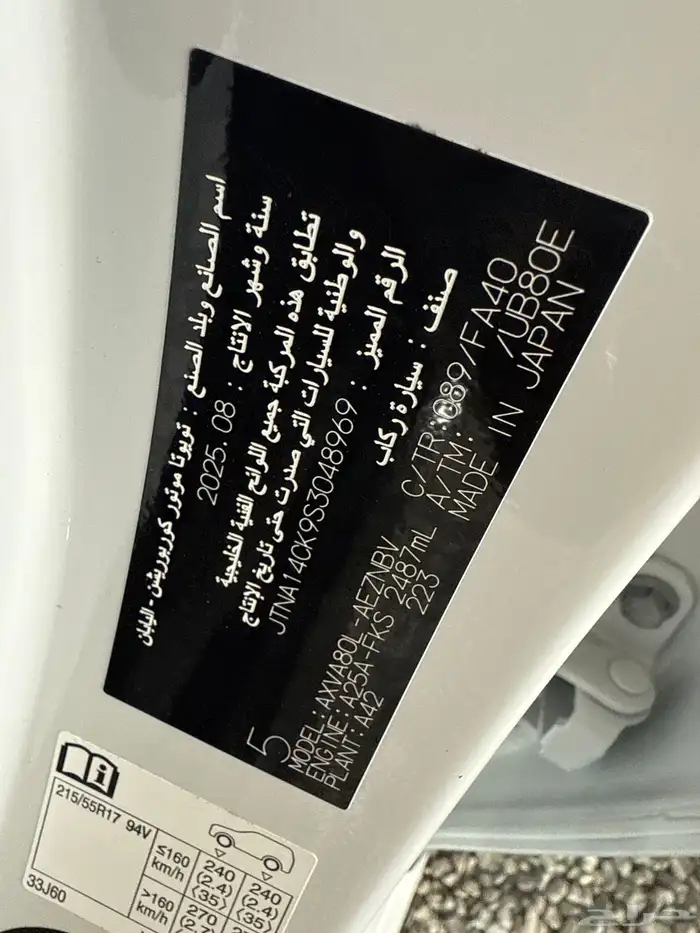 اسم الصانع وبلد الصنع : تويوتا موتور كوربوريشن - اليابان
سنة وشهر الانتاج : 2025.08
تطابق هذه المركبة جميع اللوائح الفنية الخليجية
والوطنية للسيارات التي صدرت حتى تاريخ الإنتاج
الرقم المميز : JTNA14CK9S3048969
صنف : سيارة ركاب
5
MODEL:AXVA80L-AEZNBV C/TR:089/FA40
ENGINE:A25A-FKS 2487mL A/TM: /UB80E
PLANT:A42 223 MADE IN JAPAN
215/55R17 94V
≤160 km/h 240 (2.4) ⟨35⟩ 240 (2.4) ⟨35⟩
>160 km/h 270
33J60
حراج